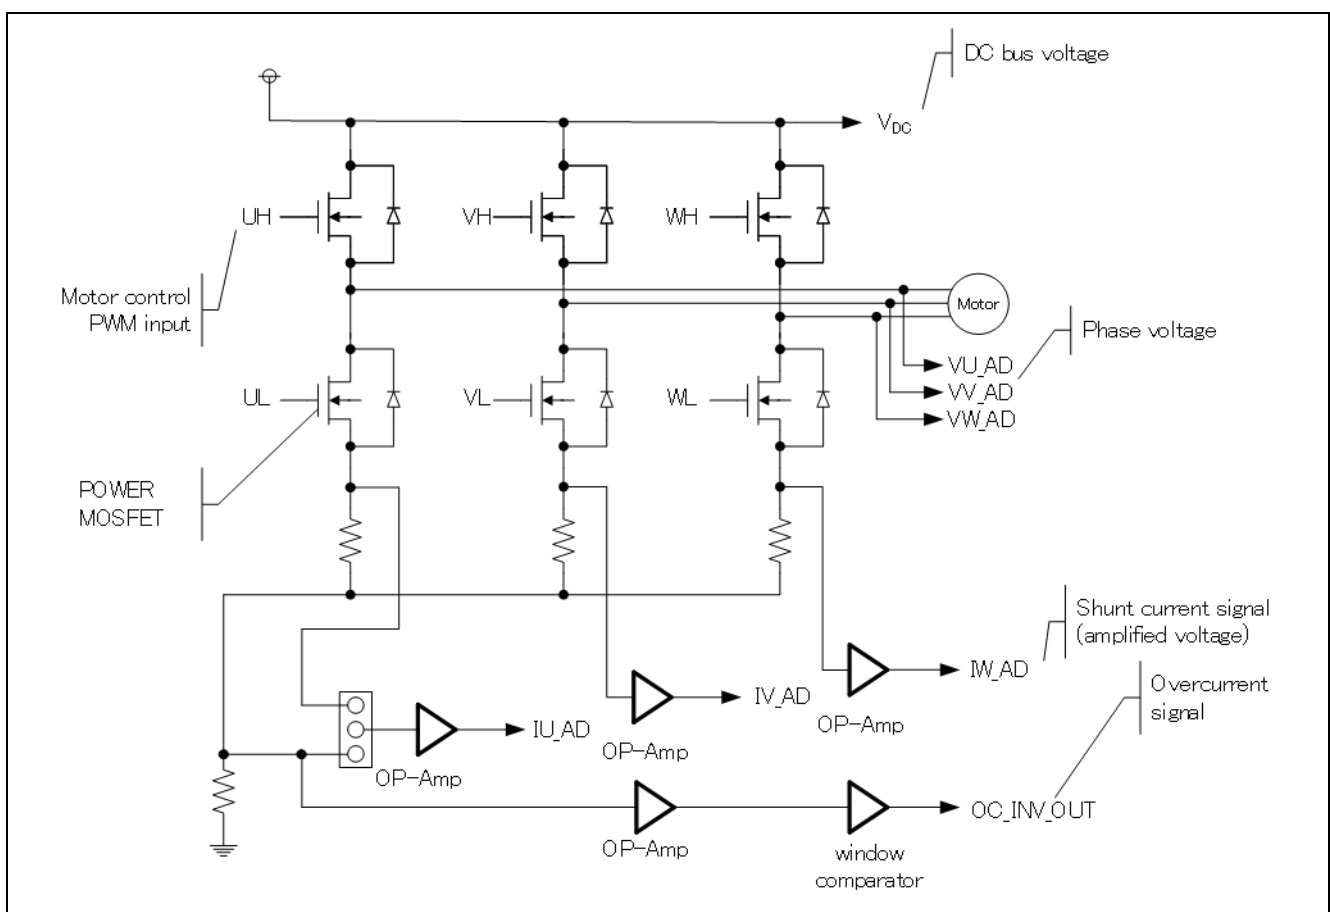 DC bus voltage
VDC
UH
VH
WH
Motor control
PWM input
Motor
Phase voltage
VU_AD
VV_AD
VW_AD
UL
VL
WL
POWER
MOSFET
Shunt current signal
(amplified voltage)
IW_AD
OP-Amp
Overcurrent
signal
IV_AD
OP-Amp
IU_AD
OP-Amp
OC_INV_OUT
OP-Amp
window
comparator